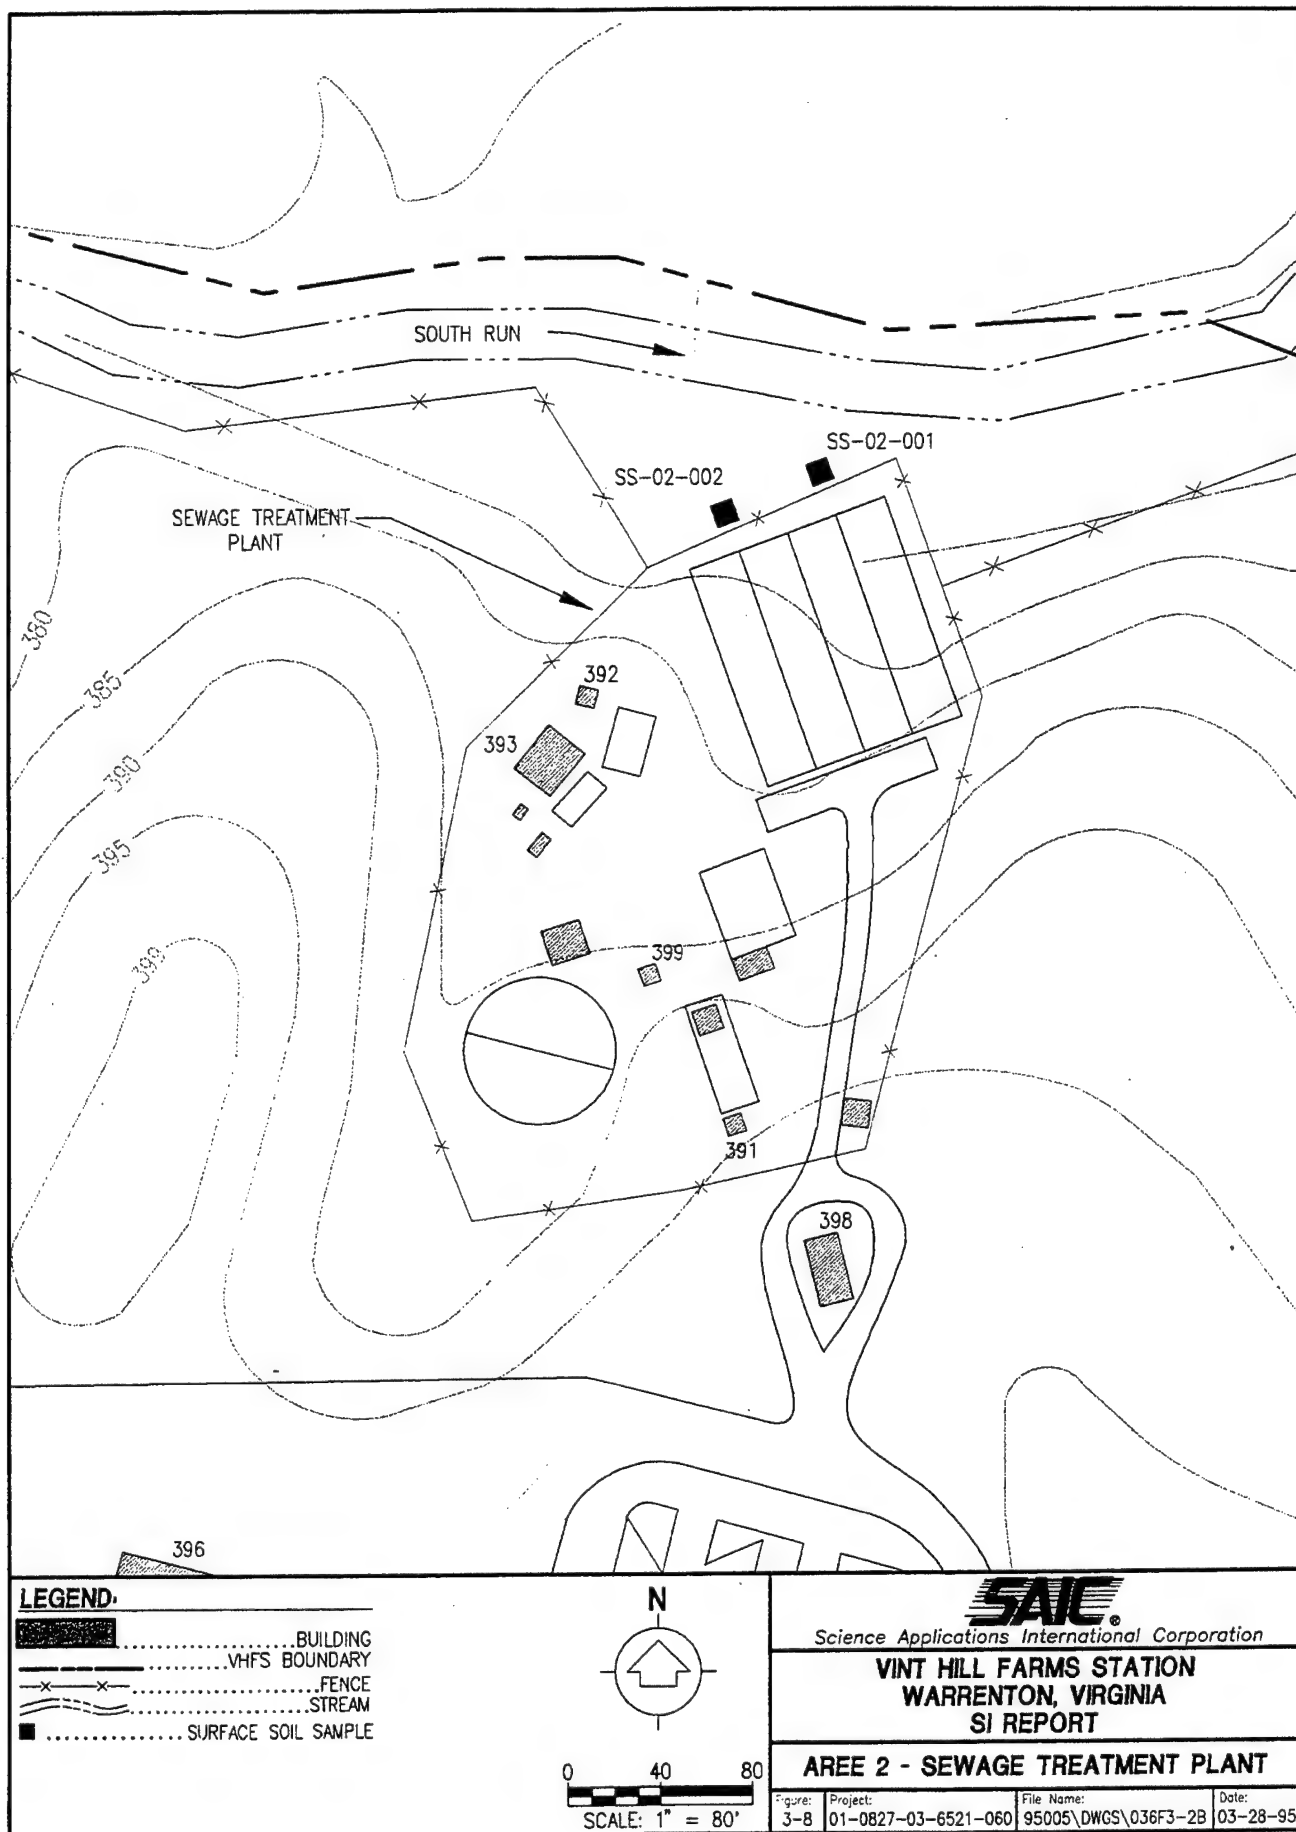 SOUTH RUN
SS-02-001
SS-02-002
SEWAGE TREATMENT
PLANT
380
385
390
395
399
392
393
399
391
398
396
LEGEND:
BUILDING
VHFS BOUNDARY
FENCE
STREAM
SURFACE SOIL SAMPLE
N
0 40 80
SCALE: 1" = 80'
SAIC®
Science Applications International Corporation
VINT HILL FARMS STATION
WARRENTON, VIRGINIA
SI REPORT
AREE 2 - SEWAGE TREATMENT PLANT
Figure: Project: File Name: Date:
3-8 01-0827-03-6521-060 95005\DWGS\036F3-2B 03-28-95